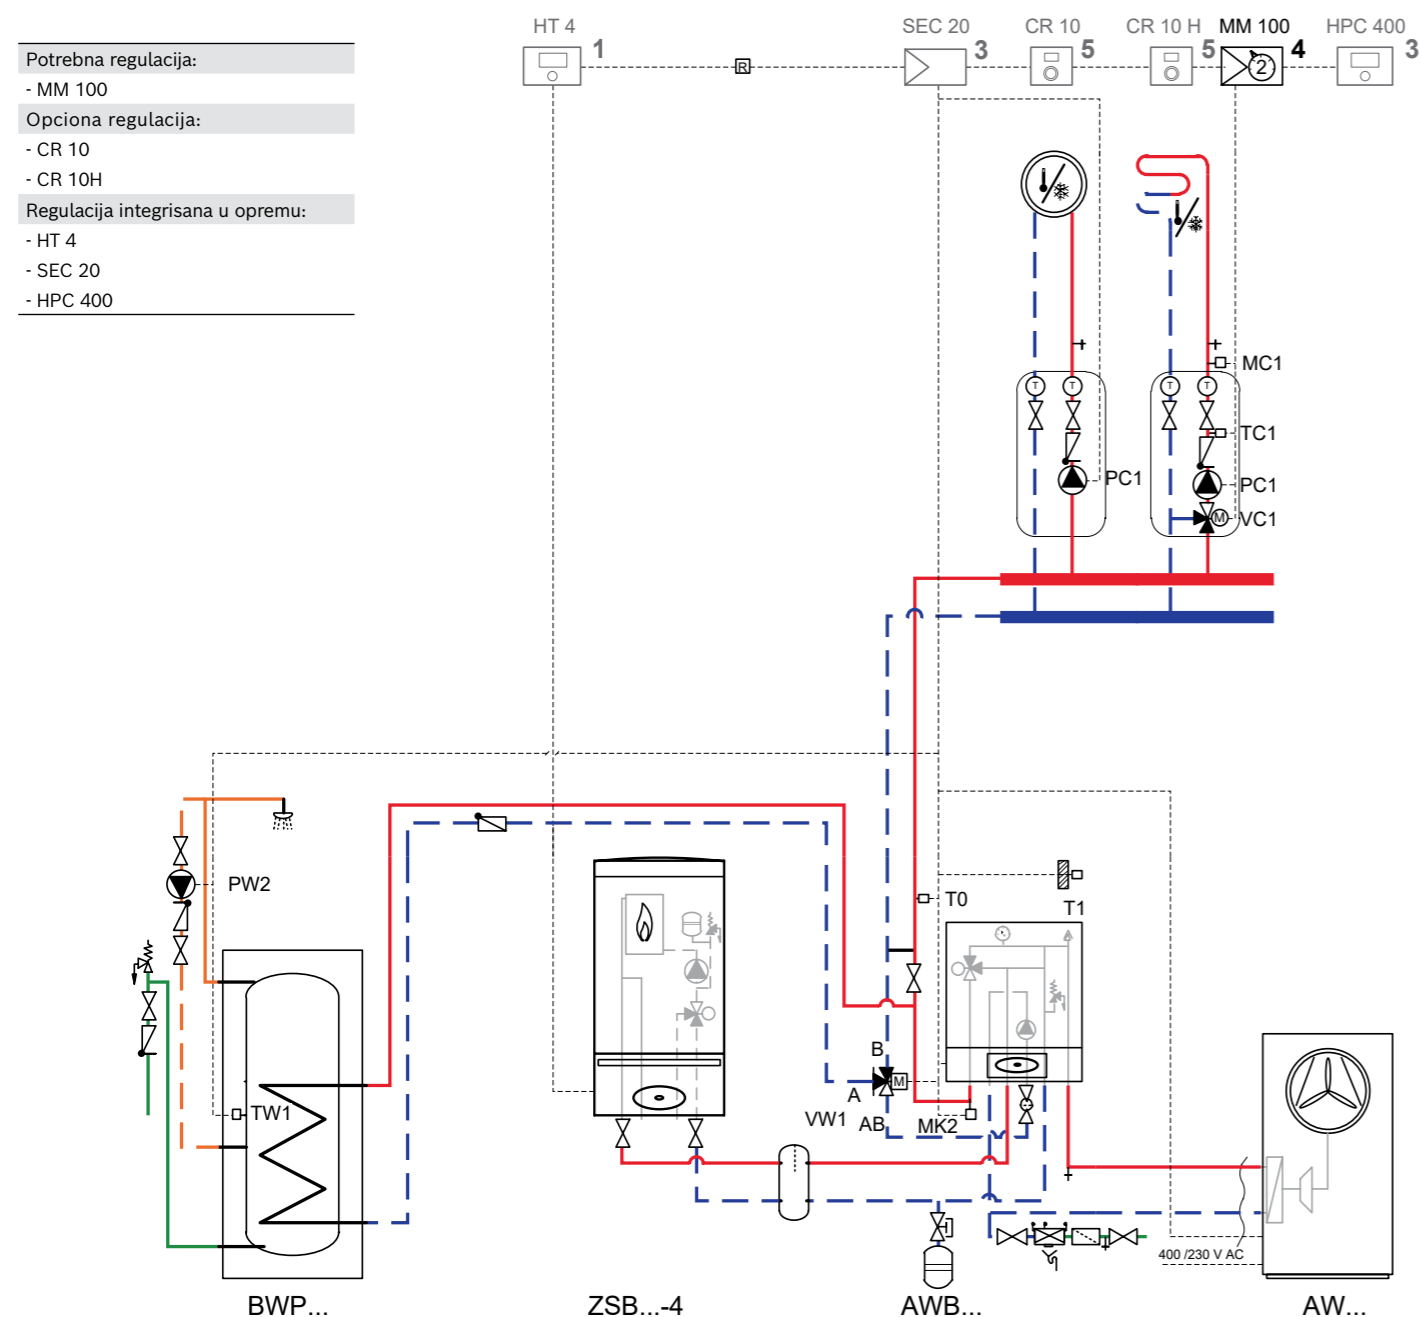 HT 4
SEC 20
CR 10
CR 10 H
MM 100
HPC 400
1
3
5
5
4
3
R
2
Potrebna regulacija:
- MM 100
Opciona regulacija:
- CR 10
- CR 10H
Regulacija integrisana u opremu:
- HT 4
- SEC 20
- HPC 400
MC1
T
T
T
T
TC1
PC1
PC1
M
VC1
PW2
T0
T1
B
M
A
TW1
VW1
AB
MK2
400 /230 V AC
BWP...
ZSB...-4
AWB...
AW...